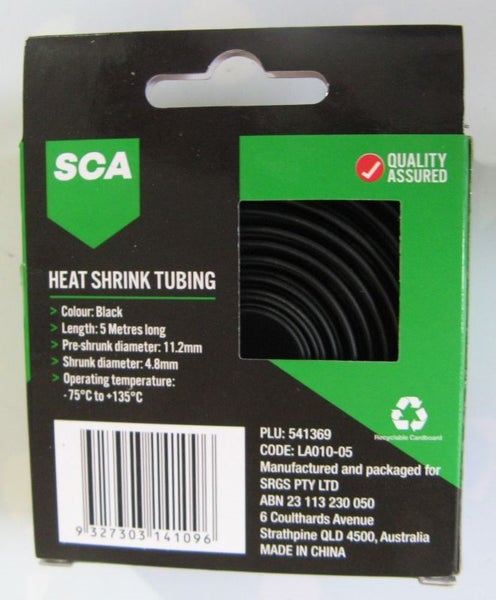 SCA
QUALITY
ASSURED
HEAT SHRINK TUBING
> Colour: Black
> Length: 5 Metres long
> Pre-shrunk diameter: 11.2mm
> Shrunk diameter: 4.8mm
> Operating temperature:
-75°C to +135°C
Recyclable Cardboard
9 327303 141096
PLU: 541369
CODE: LA010-05
Manufactured and packaged for
SRGS PTY LTD
ABN 23 113 230 050
6 Coulthards Avenue
Strathpine QLD 4500, Australia
MADE IN CHINA